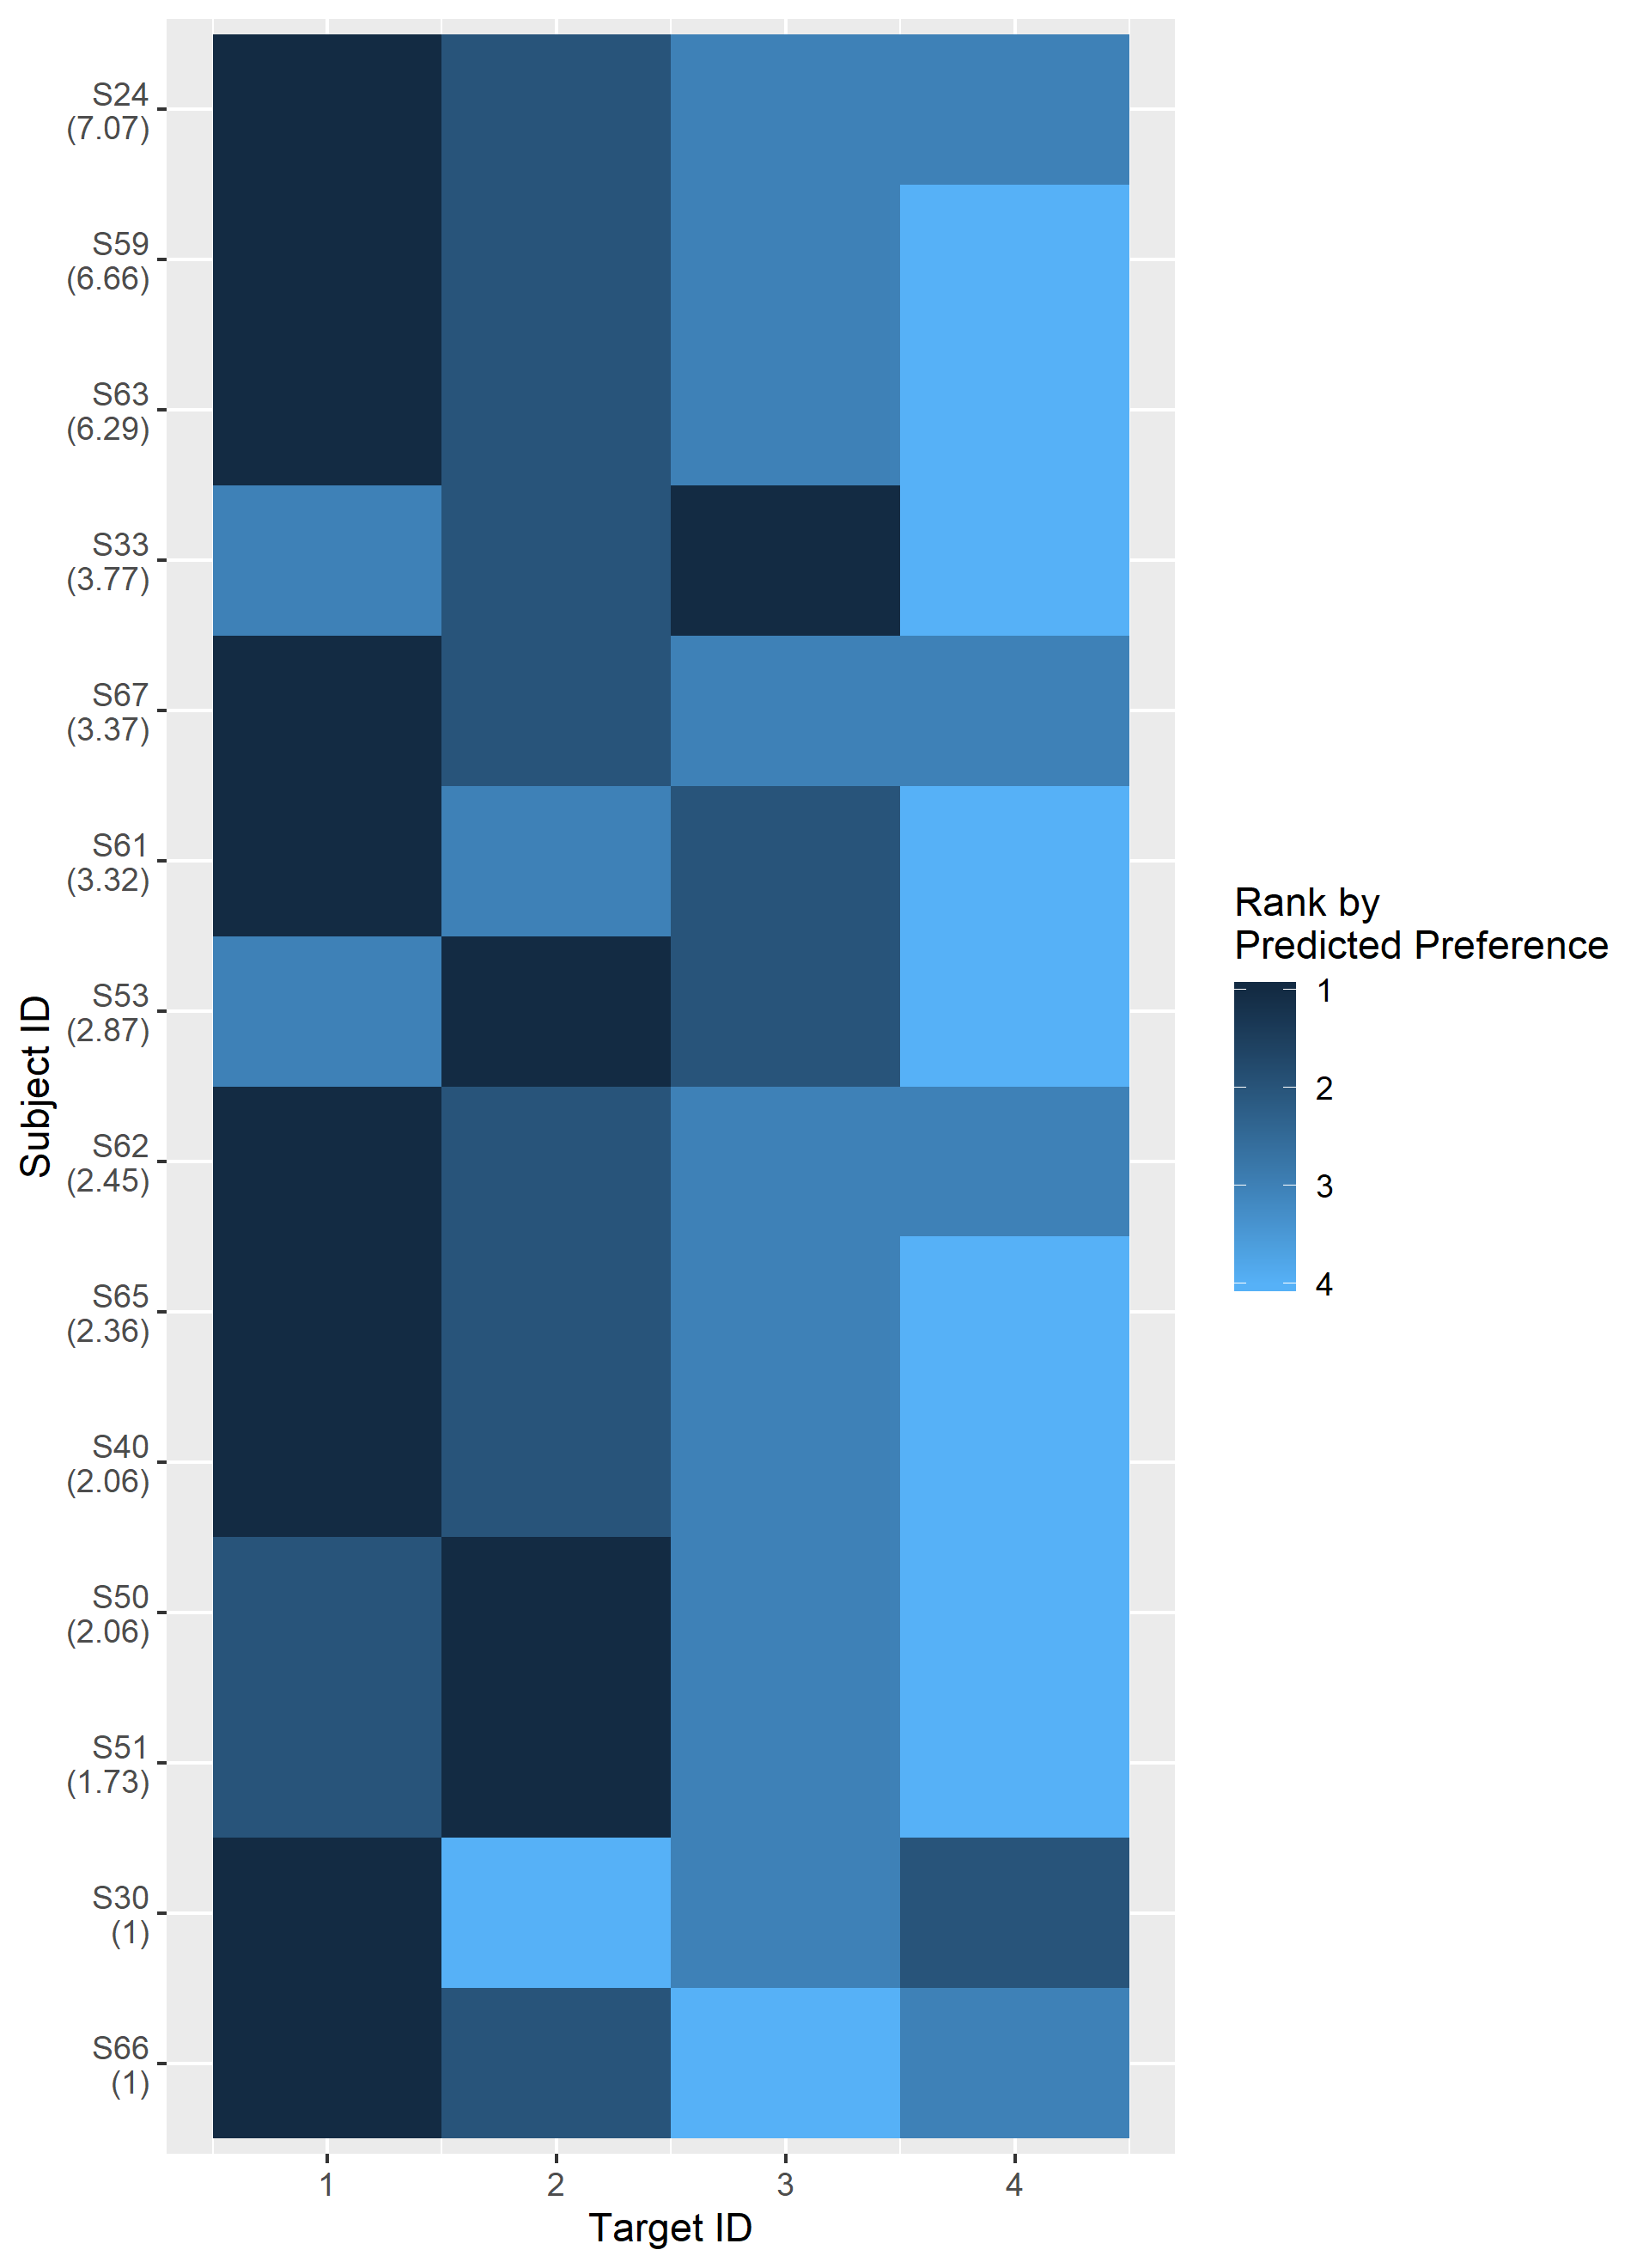 S24
(7.07)
S59
(6.66)
S63
(6.29)
S33
(3.77)
S67
(3.37)
S61
(3.32)
S53
(2.87)
S62
(2.45)
S65
(2.36)
S40
(2.06)
S50
(2.06)
S51
(1.73)
S30
(1)
S66
(1)
Subject ID
1 2 3 4
Target ID
Rank by
Predicted Preference
1
2
3
4